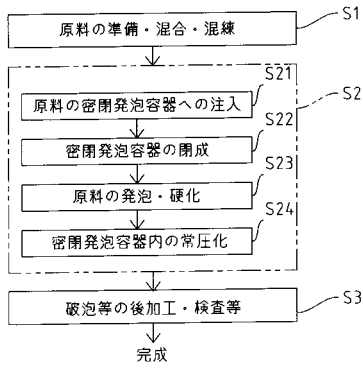 原料の準備・混合・混練
S1
S2
S21
原料の密閉発泡容器への注入
S22
密閉発泡容器の閉成
S23
原料の発泡・硬化
S24
密閉発泡容器内の常圧化
破泡等の後加工・検査等
S3
完成